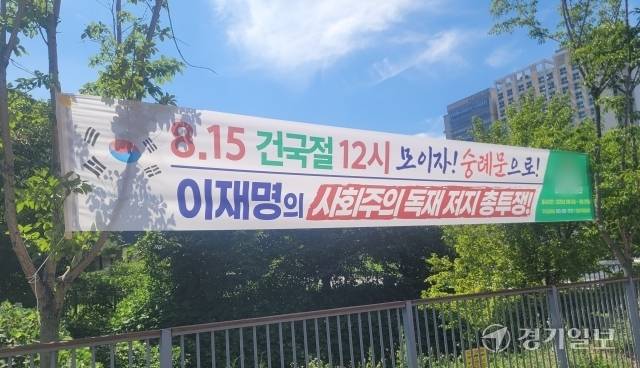 8.15 건국절 12시 모이자! 숭례문으로!
이재명의 사회주의 독재 저지 총투쟁!
경기일보